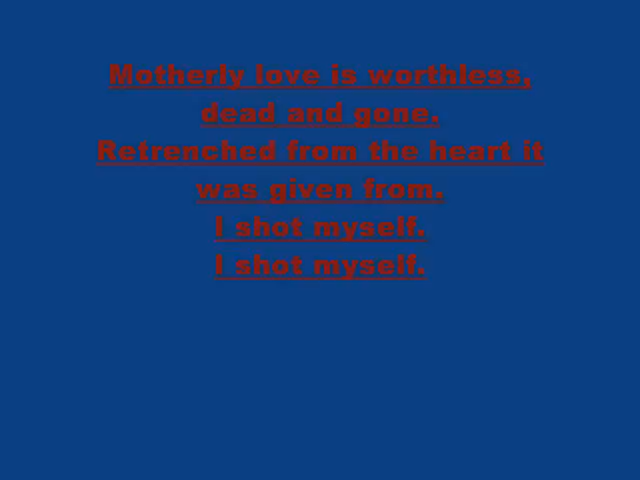 Motherly love is worthless,
dead and gone.
Retrenched from the heart it
was given from.
I shot myself.
I shot myself.